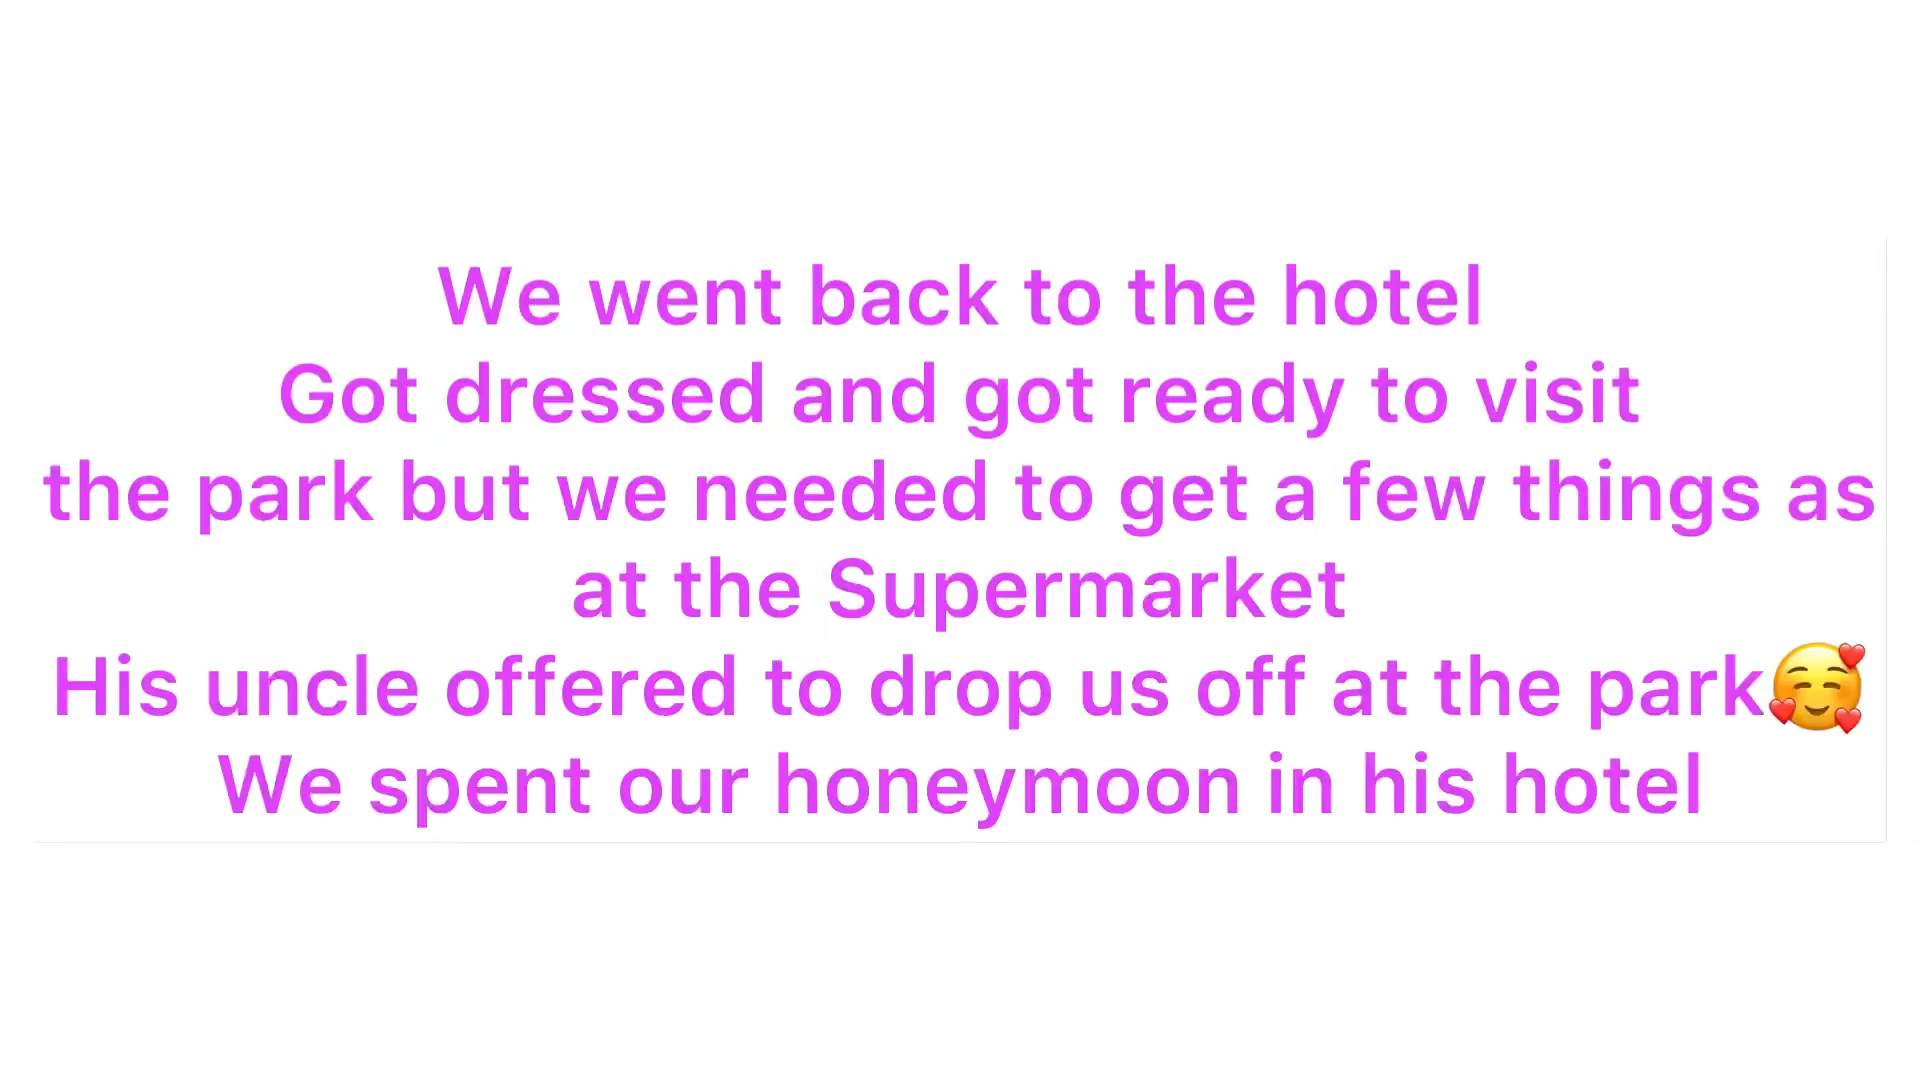 We went back to the hotel
Got dressed and got ready to visit
the park but we needed to get a few things as
at the Supermarket
His uncle offered to drop us off at the park🥰
We spent our honeymoon in his hotel